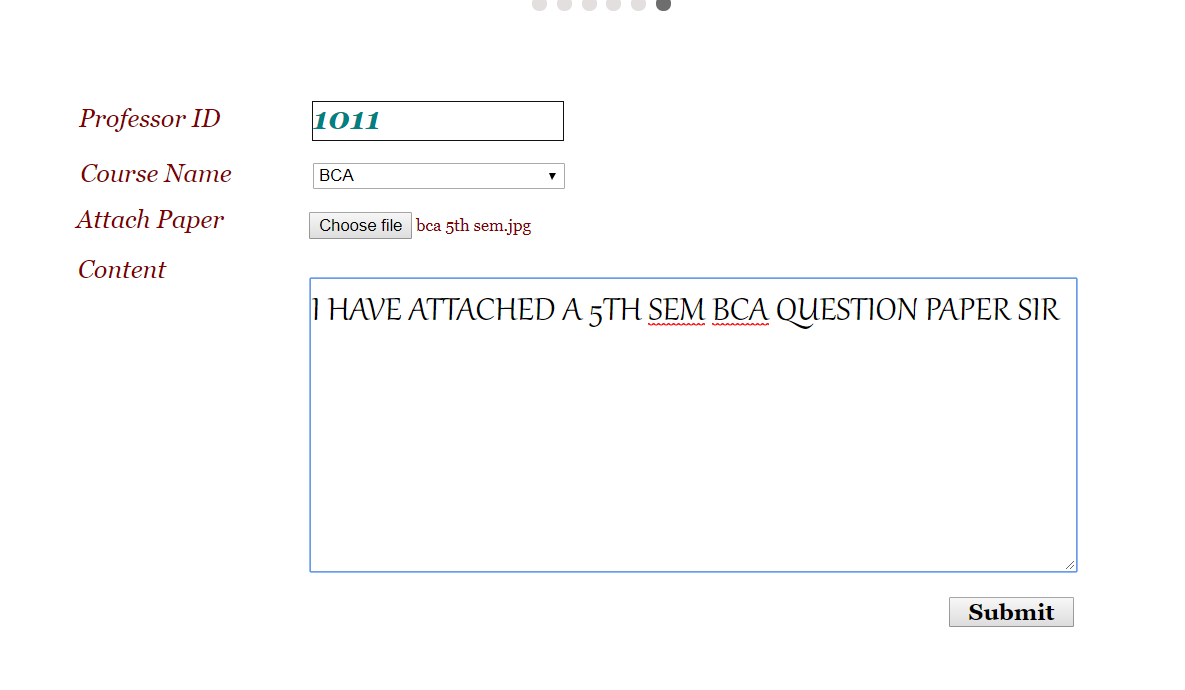 Professor ID 1011
Course Name BCA
Attach Paper Choose file bca 5th sem.jpg
Content
I HAVE ATTACHED A 5TH SEM BCA QUESTION PAPER SIR
Submit